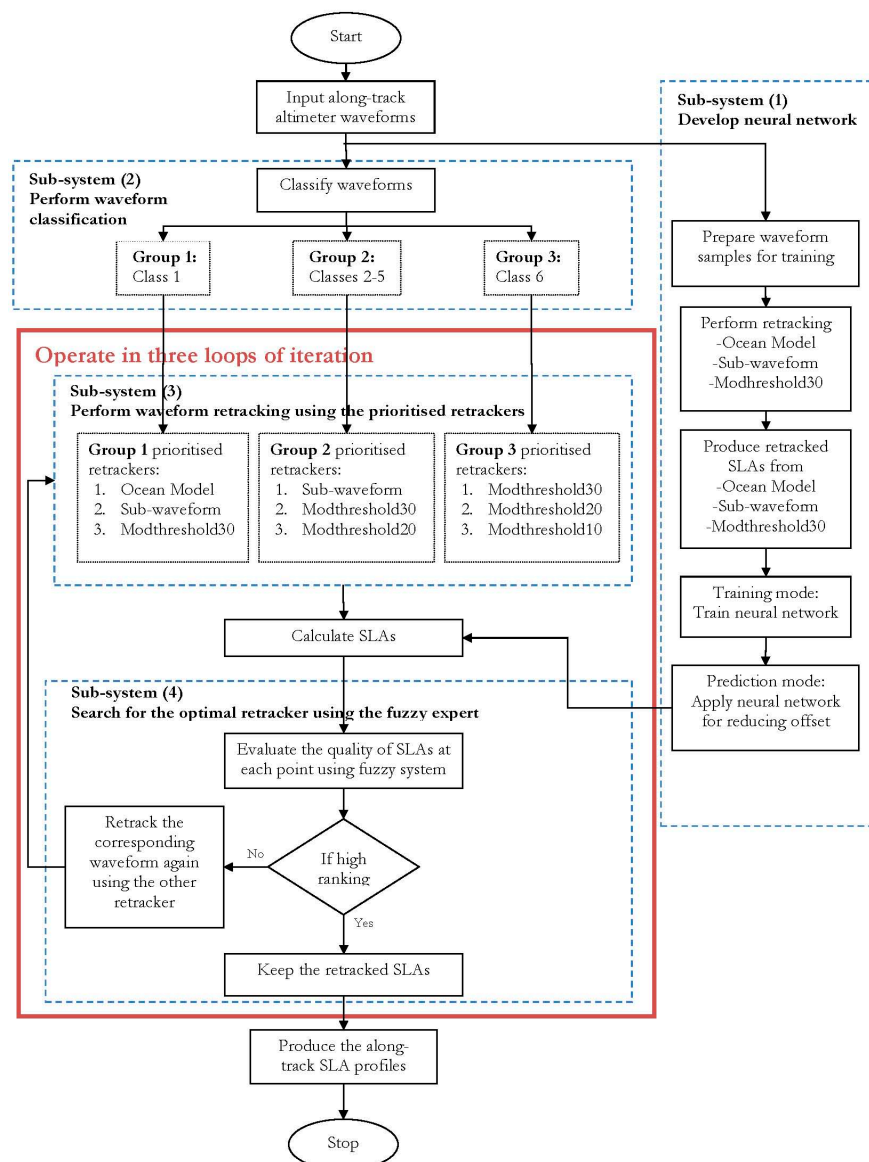 Start
Input along-track
altimeter waveforms
Sub-system (1)
Develop neural network
Sub-system (2)
Perform waveform
classification
Classify waveforms
Group 1:
Class 1
Group 2:
Classes 2-5
Group 3:
Class 6
Prepare waveform
samples for training
Perform retracking
-Ocean Model
-Sub-waveform
-Modhreshold30
Produce retracked
SLAs from
-Ocean Model
-Sub-waveform
-Modthreshold30
Training mode:
Train neural network
Prediction mode:
Apply neural network
for reducing offset
Operate in three loops of iteration
Sub-system (3)
Perform waveform retracking using the prioritised retrackers
Group 1 prioritised
retrackers:
1. Ocean Model
2. Sub-waveform
3. Modthreshold30
Group 2 prioritised
retrackers:
1. Sub-waveform
2. Modthreshold30
3. Modthreshold20
Group 3 prioritised
retrackers:
1. Modthreshold30
2. Modthreshold20
3. Modthreshold10
Calculate SLAs
Sub-system (4)
Search for the optimal retracker using the fuzzy expert
Evaluate the quality of SLAs at
each point using fuzzy system
Retrack the
corresponding
waveform again
using the other
retracker
No
If high
ranking
Yes
Keep the retracked SLAs
Produce the along-
track SLA profiles
Stop